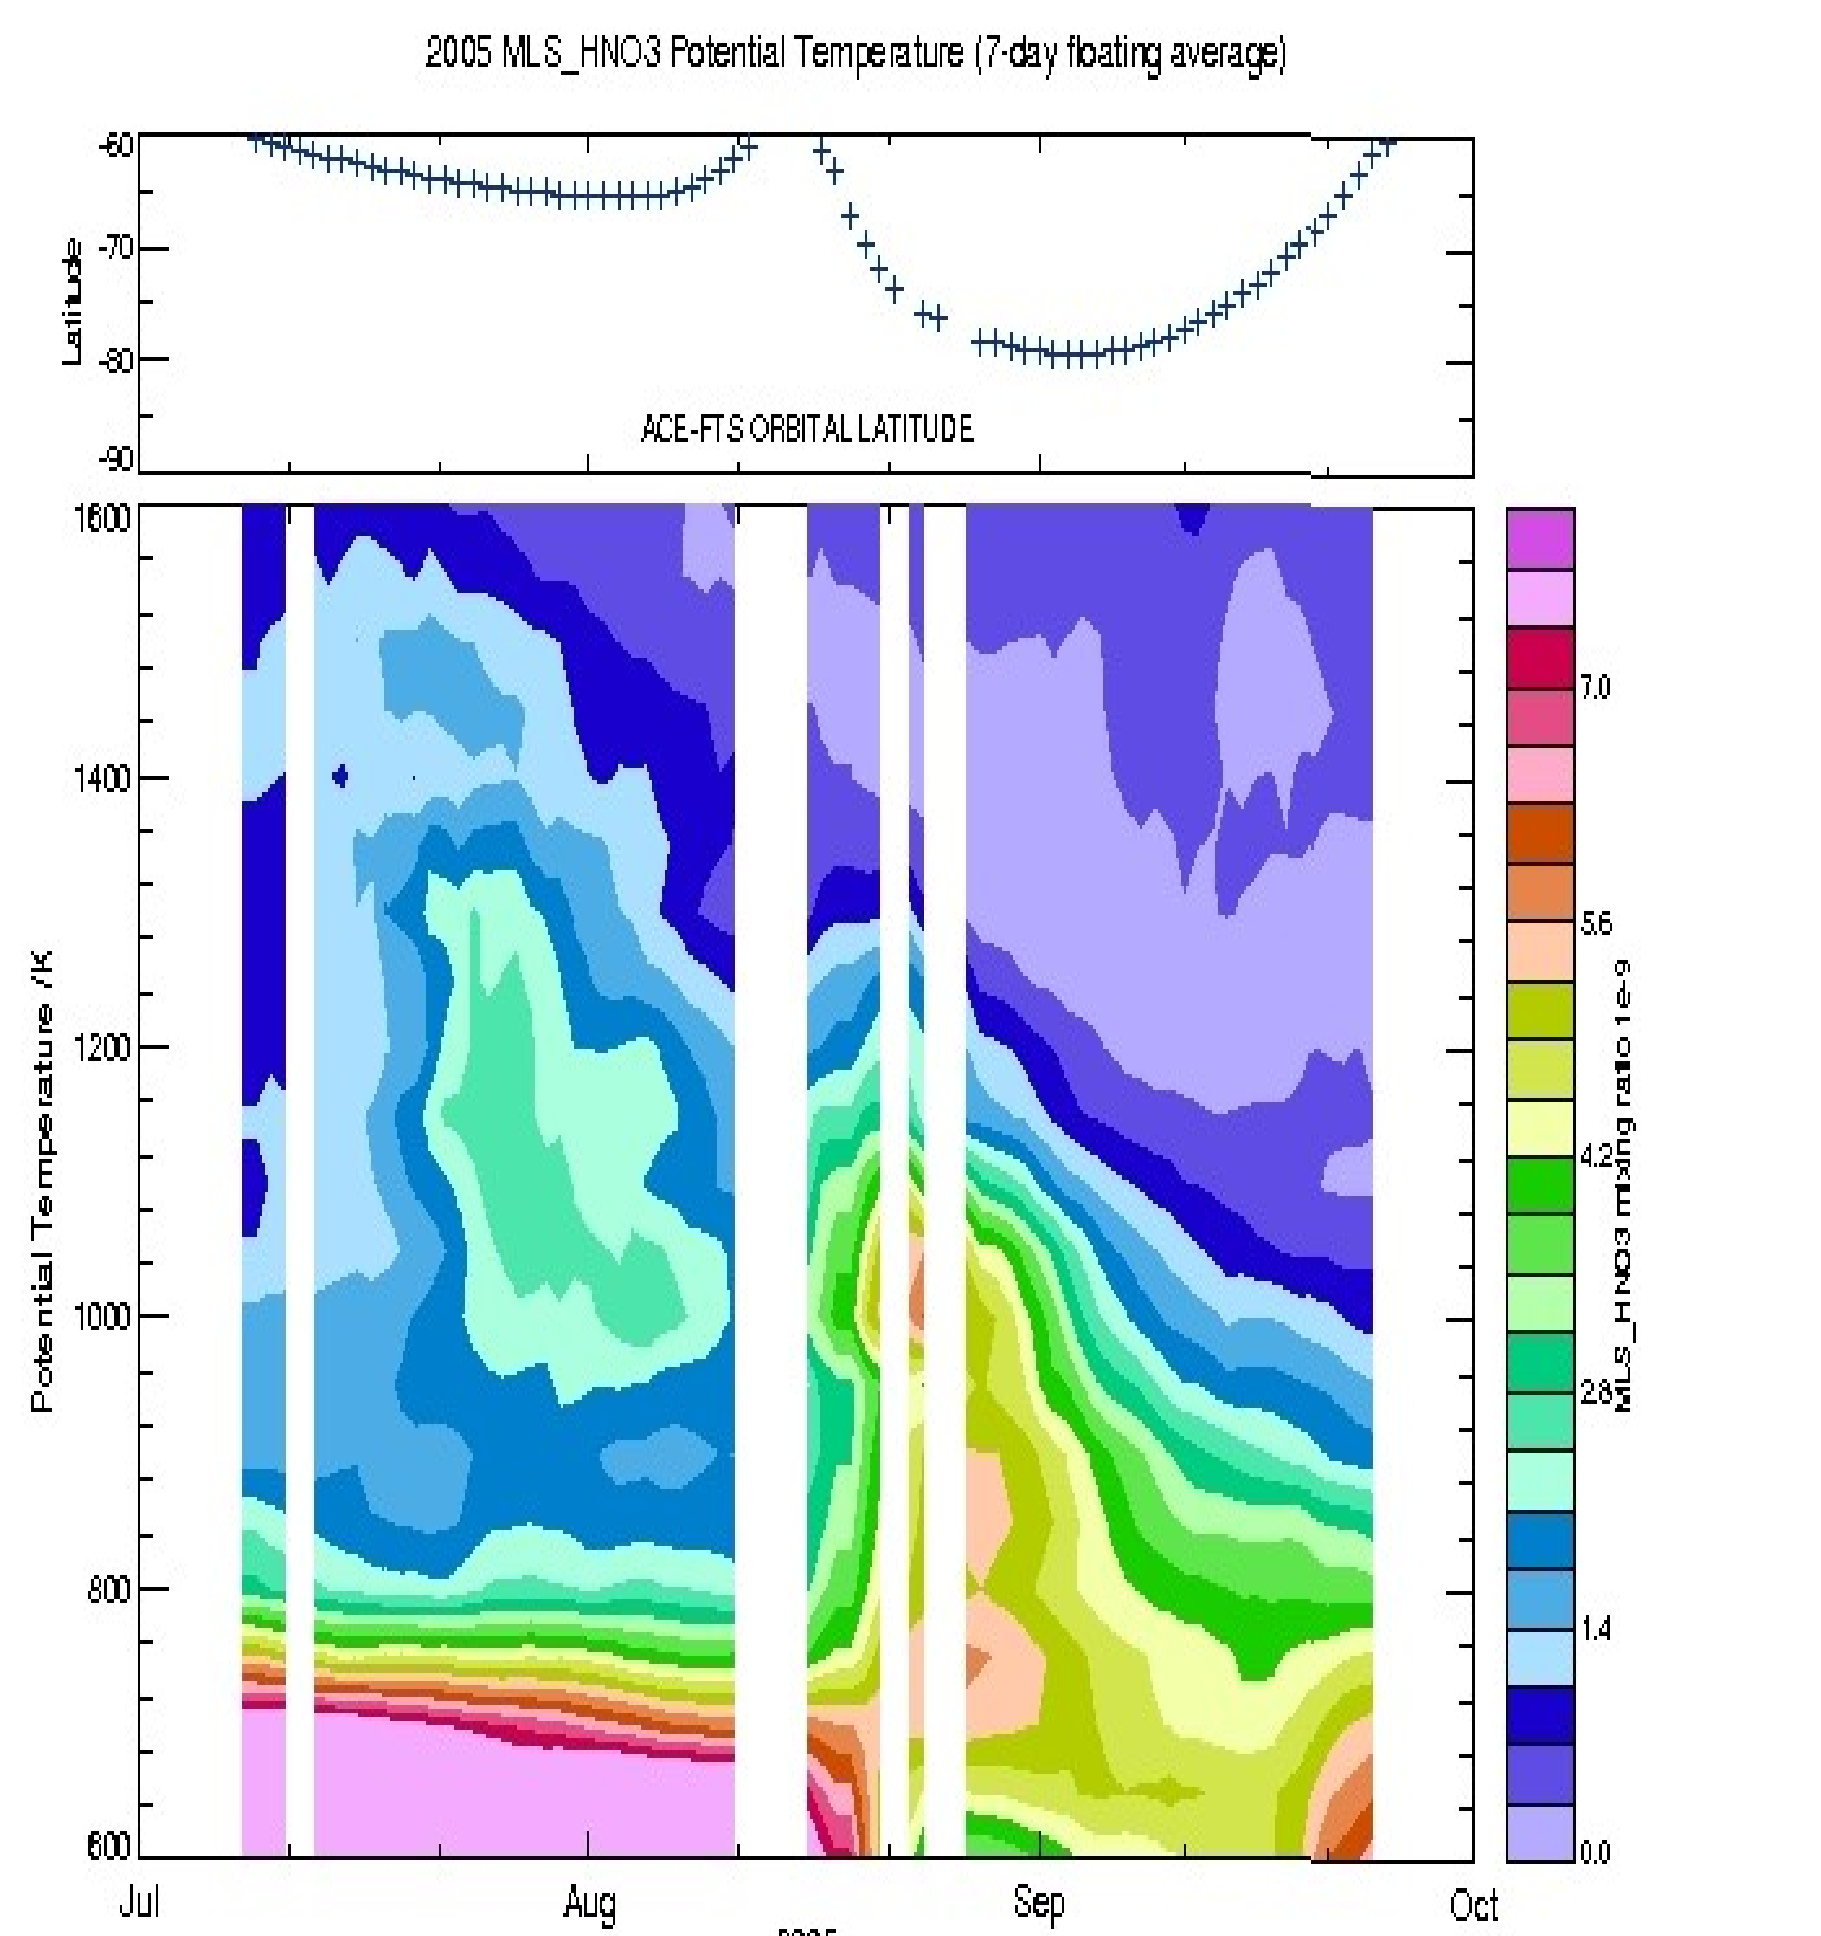 2005 MLS_HNO3 Potential Temperature (7-day floating average)
-60
-70
-80
-90
Latitude
ACE-FTS ORBITAL LATITUDE
1600
1400
1200
1000
800
600
Potential Temperature /K
Jul
Aug
Sep
Oct
7.0
5.6
4.2
2.8
1.4
0.0
MLS_HNO3 mixing ratio 1e-9